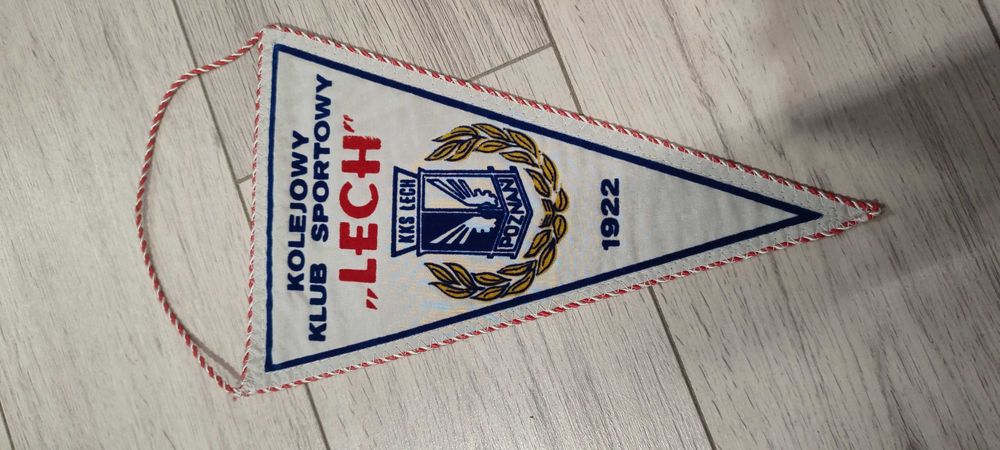 KOLEJOWY
KLUB SPORTOWY
„LECH”
KKS LECH
POZNAŃ
1922